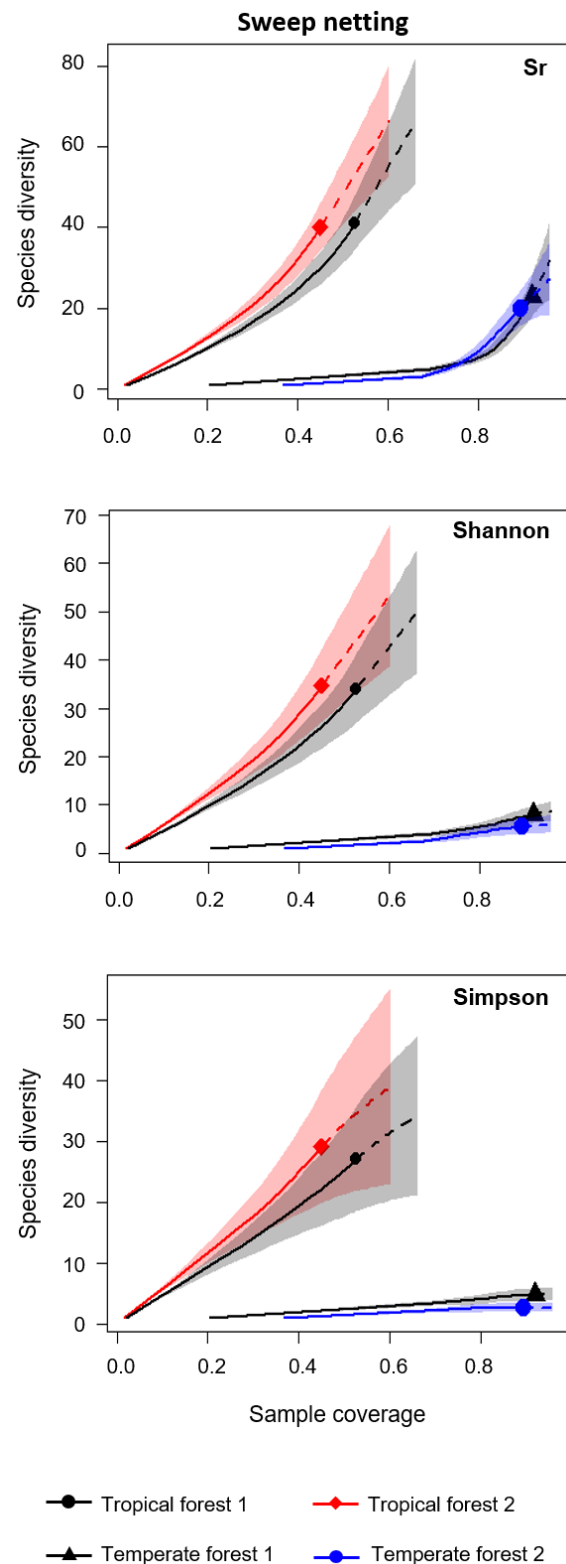 Sweep netting
Sr
Species diversity
80
60
40
20
0
0.0 0.2 0.4 0.6 0.8
Shannon
Species diversity
70
60
50
40
30
20
10
0
0.0 0.2 0.4 0.6 0.8
Simpson
Species diversity
50
40
30
20
10
0
0.0 0.2 0.4 0.6 0.8
Sample coverage
Tropical forest 1 Tropical forest 2
Temperate forest 1 Temperate forest 2